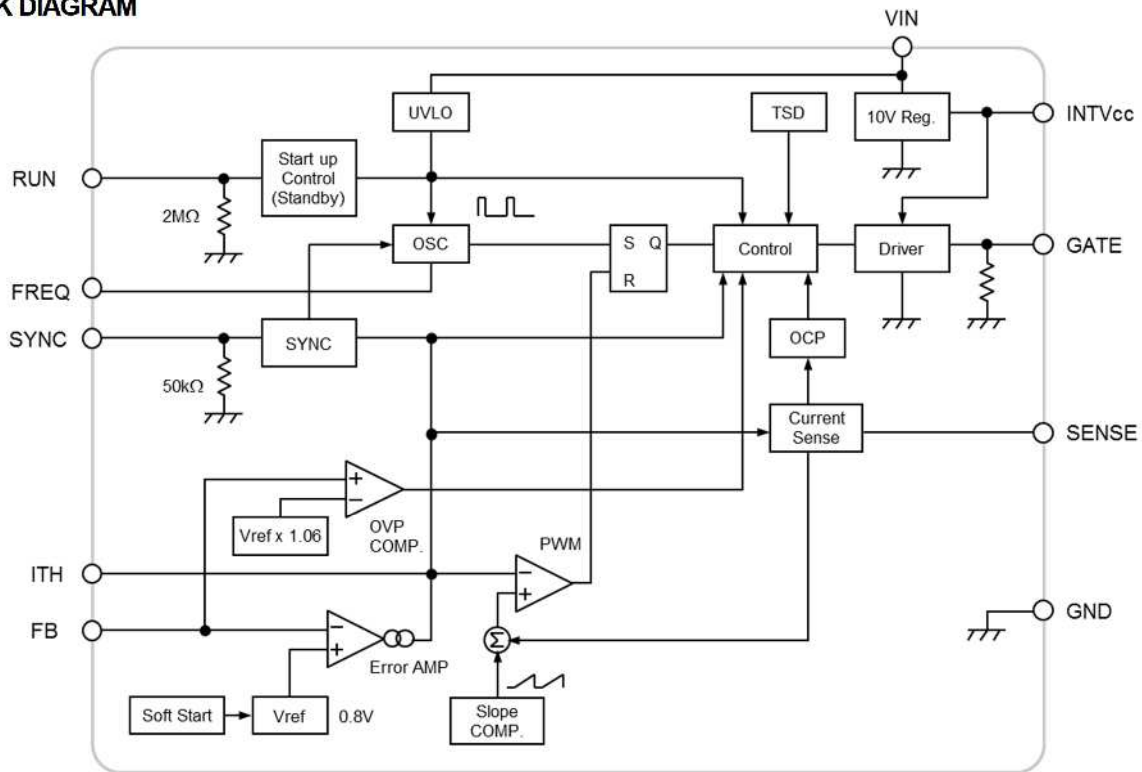 K DIAGRAM
VIN
UVLO
TSD
10V Reg.
INTVcc
RUN
Start up
Control
(Standby)
2MΩ
OSC
S Q
R
Control
Driver
GATE
FREQ
SYNC
SYNC
50kΩ
OCP
Current
Sense
SENSE
Vref x 1.06
OVP
COMP.
PWM
ITH
FB
Error AMP
Σ
GND
Soft Start
Vref
0.8V
Slope
COMP.